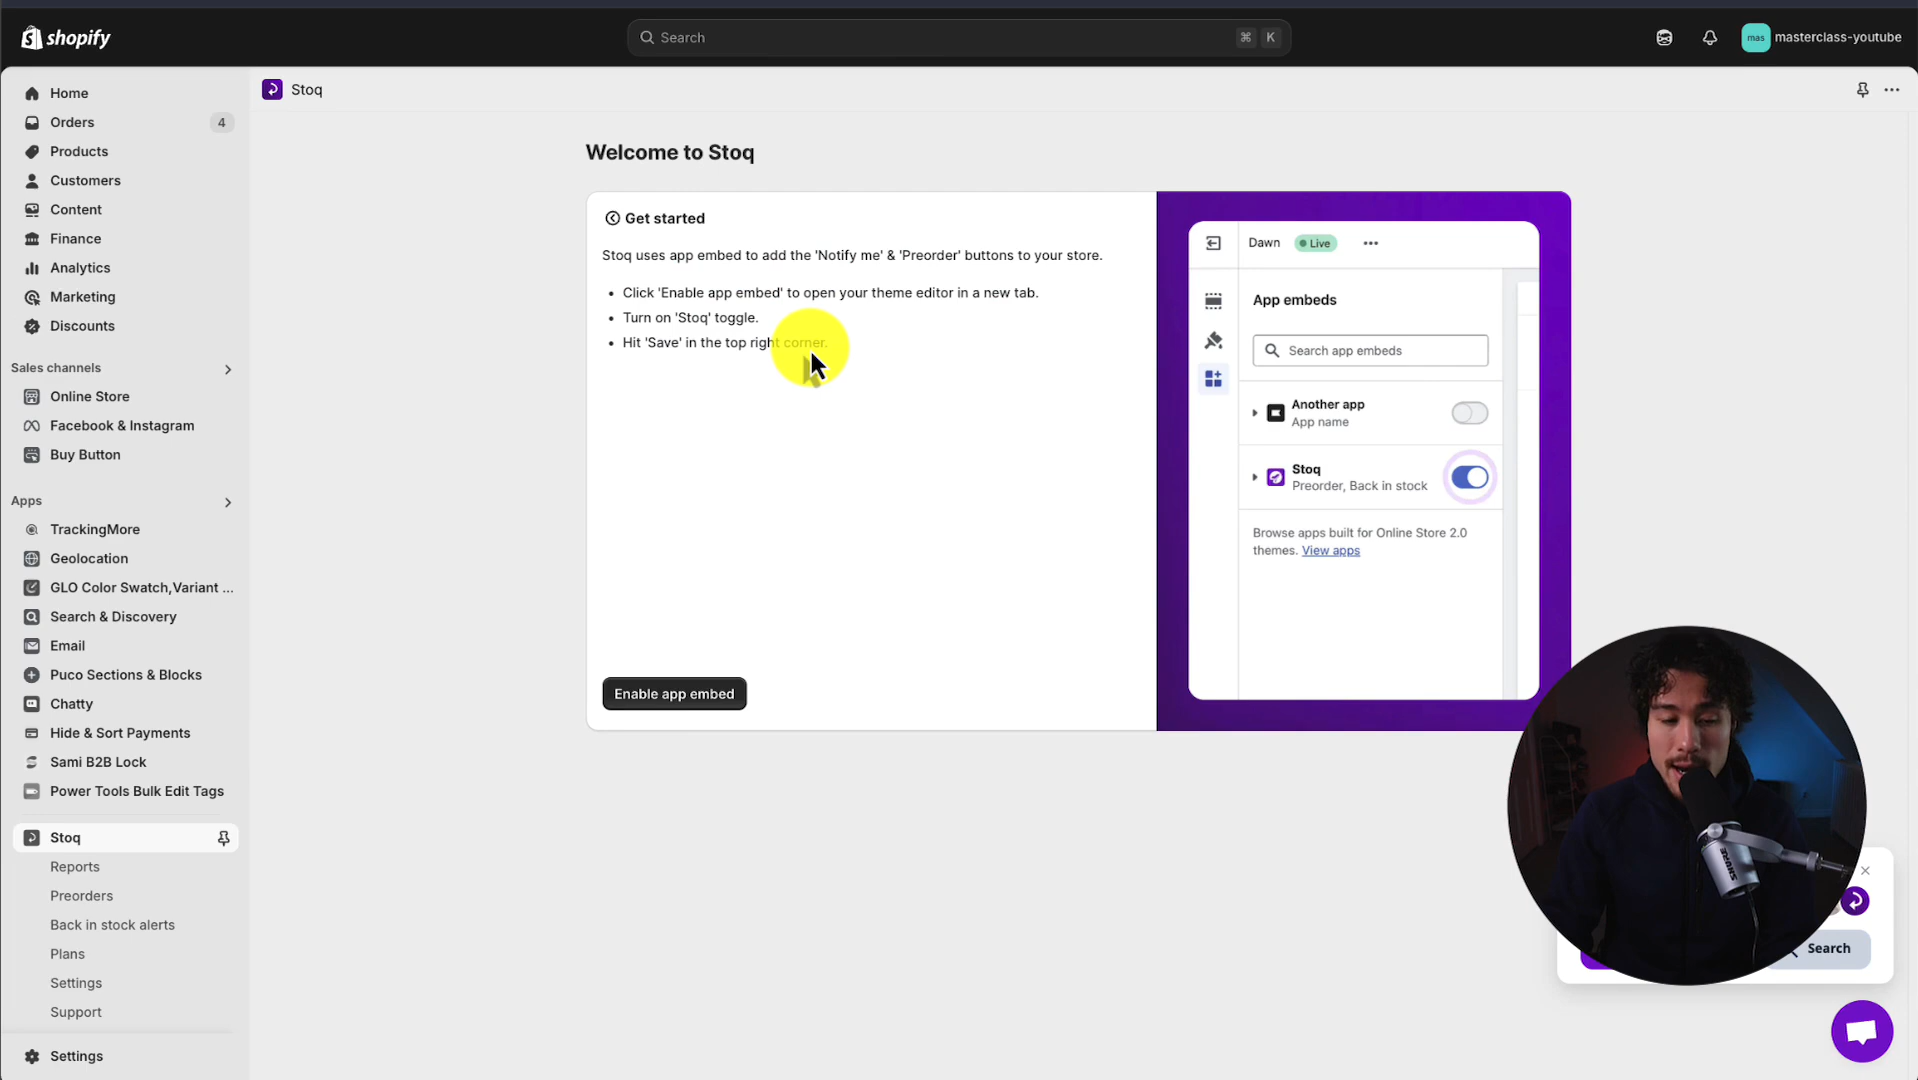 shopify
Search
⌘ K
mas masterclass-youtube
Home
Orders 4
Products
Customers
Content
Finance
Analytics
Marketing
Discounts
Sales channels
Online Store
Facebook & Instagram
Buy Button
Apps
TrackingMore
Geolocation
GLO Color Swatch,Variant ...
Search & Discovery
Email
Puco Sections & Blocks
Chatty
Hide & Sort Payments
Sami B2B Lock
Power Tools Bulk Edit Tags
Stoq
Reports
Preorders
Back in stock alerts
Plans
Settings
Support
Settings
Stoq
Welcome to Stoq
Get started
Stoq uses app embed to add the 'Notify me' & 'Preorder' buttons to your store.
• Click 'Enable app embed' to open your theme editor in a new tab.
• Turn on 'Stoq' toggle.
• Hit 'Save' in the top right corner.
Enable app embed
Dawn Live
App embeds
Search app embeds
Another app
App name
Stoq
Preorder, Back in stock
Browse apps built for Online Store 2.0
themes. View apps
SHURE
Search